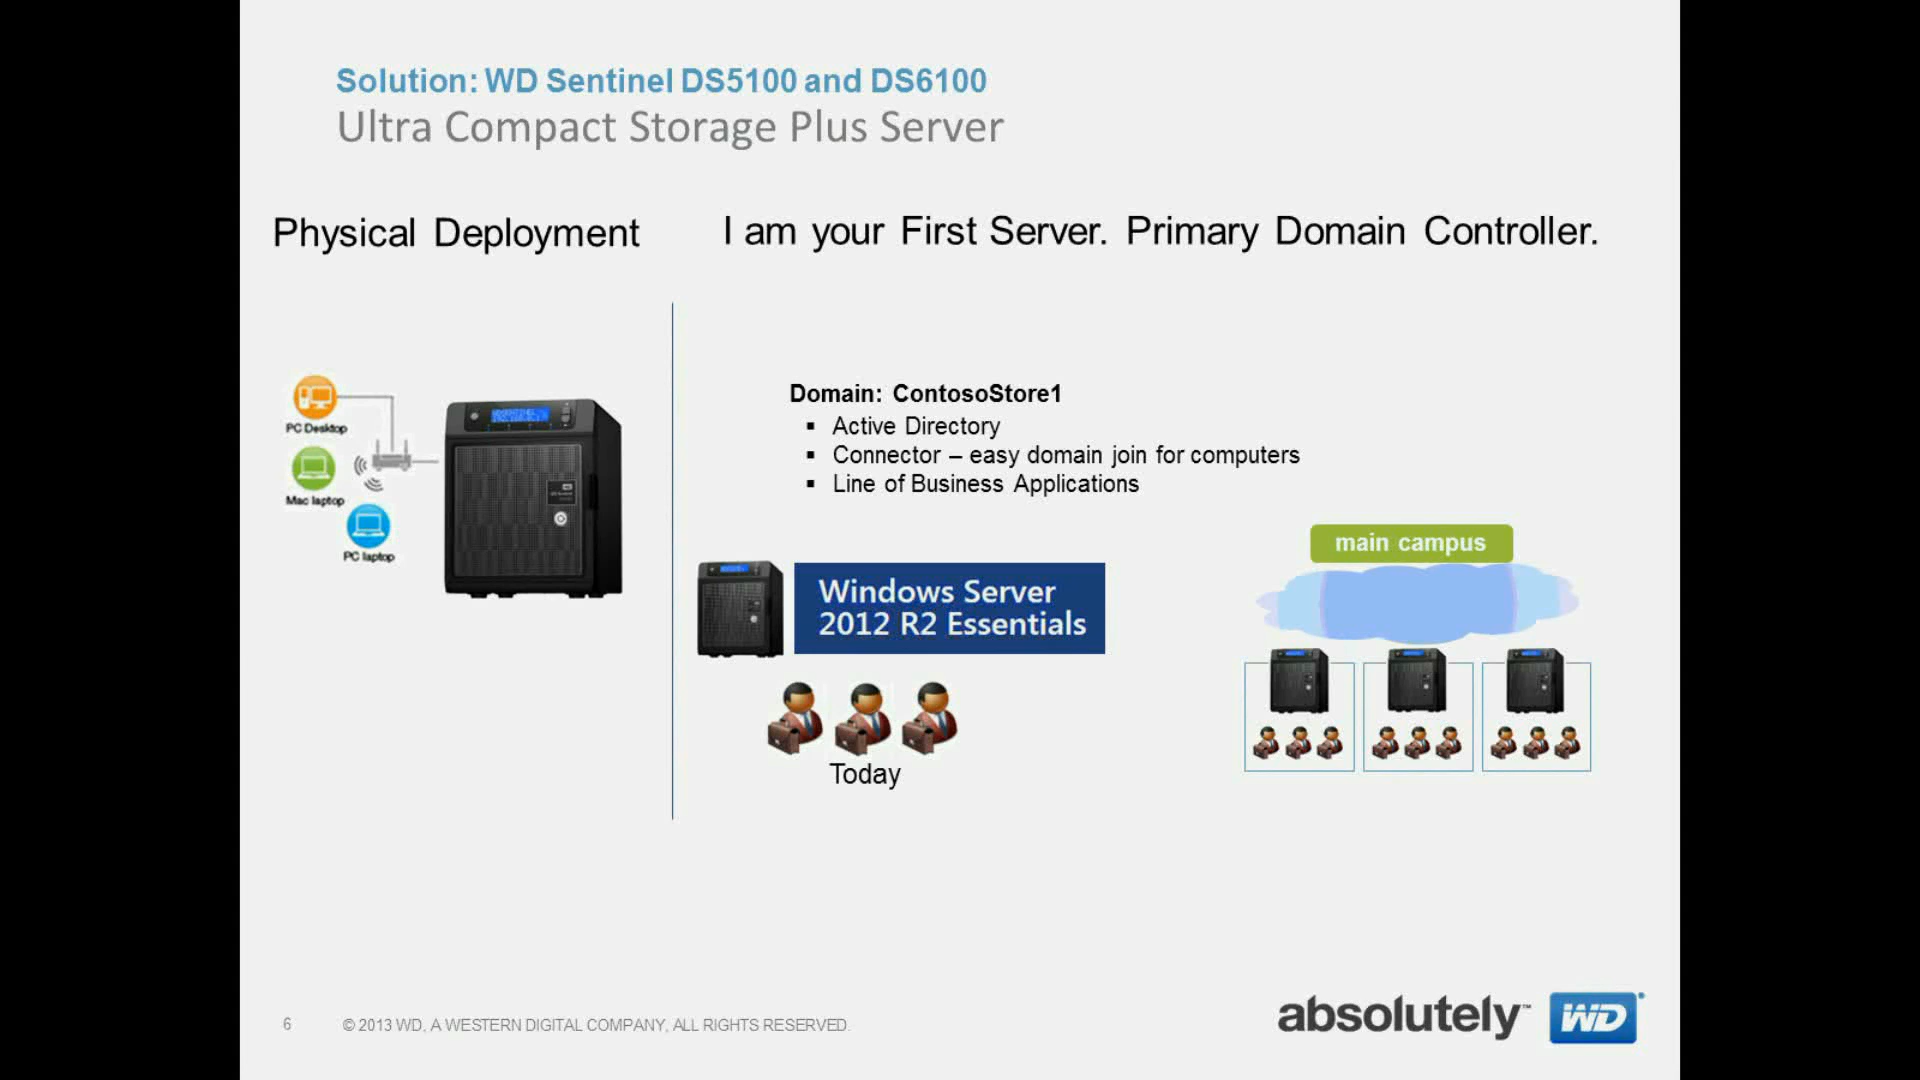 Solution: WD Sentinel DS5100 and DS6100
Ultra Compact Storage Plus Server
Physical Deployment
I am your First Server. Primary Domain Controller.
PC Desktop
Mac laptop
PC laptop
Domain: ContosoStore1
▪ Active Directory
▪ Connector – easy domain join for computers
▪ Line of Business Applications
Windows Server
2012 R2 Essentials
Today
main campus
6
© 2013 WD, A WESTERN DIGITAL COMPANY, ALL RIGHTS RESERVED.
absolutely™ WD®